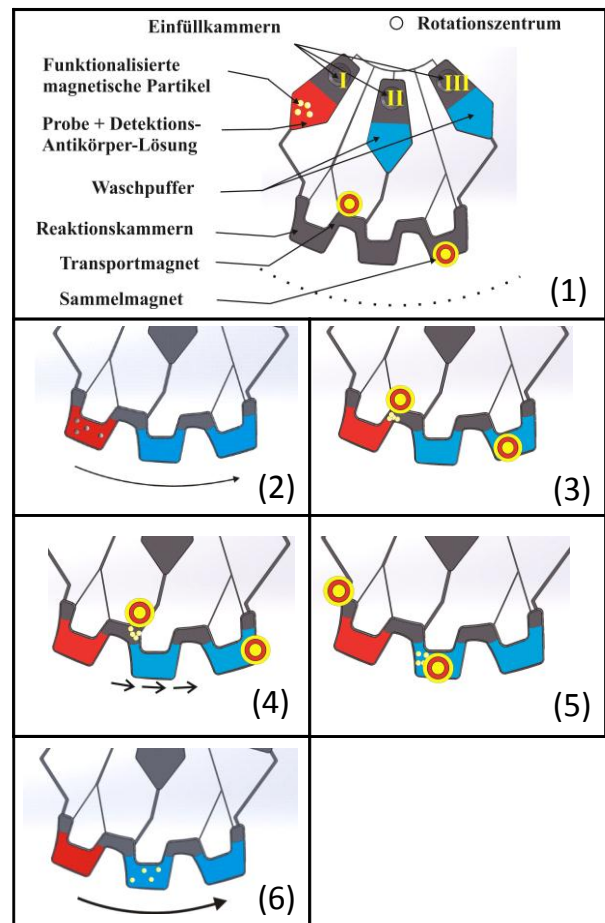 Einfüllkammern
Rotationszentrum
Funktionalisierte
magnetische Partikel
I
II
III
Probe + Detektions-
Antikörper-Lösung
Waschpuffer
Reaktionskammern
Transportmagnet
Sammelmagnet
(1)
(2)
(3)
(4)
(5)
(6)